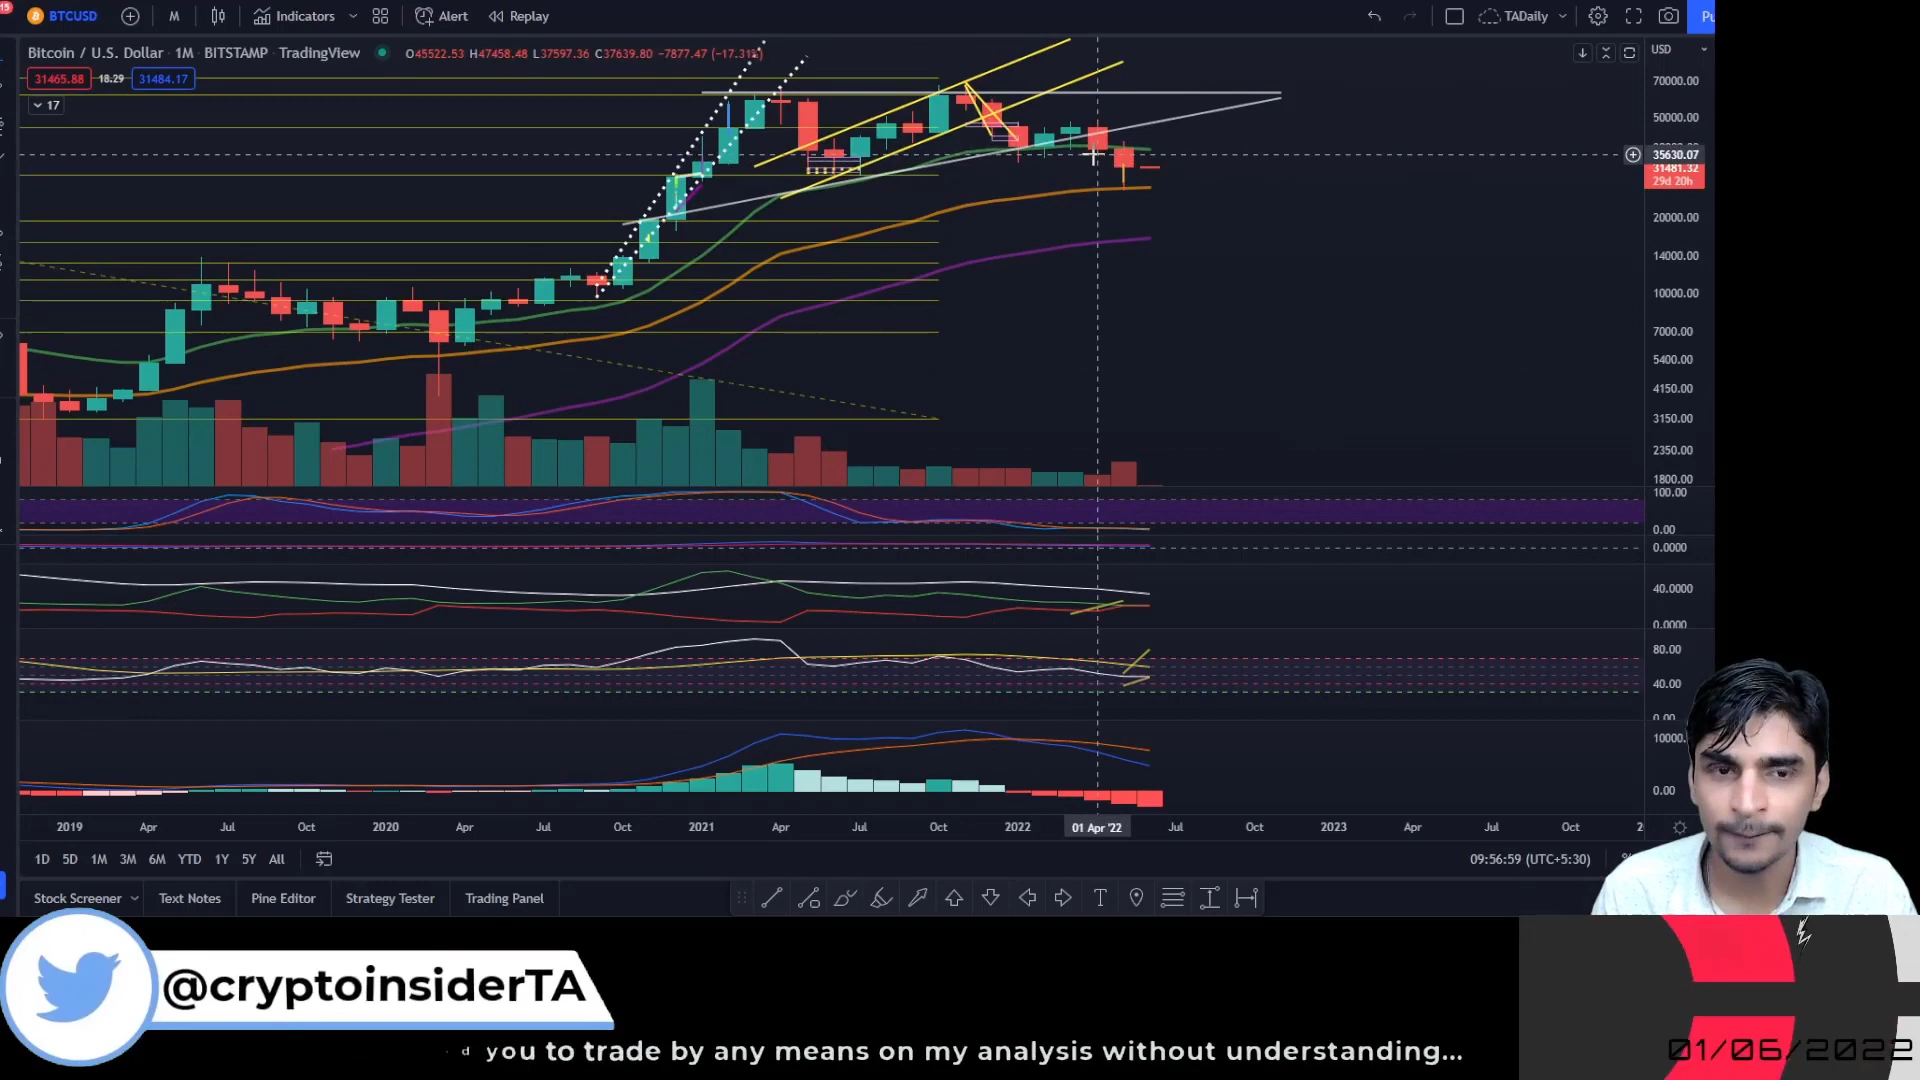 15
BTCUSD M Indicators Alert Replay TADaily Pu
Bitcoin / U.S. Dollar · 1M · BITSTAMP · TradingView O45522.53 H47458.48 L37597.36 C37639.80 −7877.47 (−17.31%)
31465.88 18.29 31484.17
17
USD
70000.00
50000.00
35630.07
31481.32
29d 20h
20000.00
14000.00
10000.00
7000.00
5400.00
4150.00
3150.00
2350.00
1800.00
100.00
0.00
0.0000
40.0000
0.0000
80.00
40.00
0.00
10000.
0.00
2019 Apr Jul Oct 2020 Apr Jul Oct 2021 Apr Jul Oct 2022 01 Apr '22 Jul Oct 2023 Apr Jul Oct 2
1D 5D 1M 3M 6M YTD 1Y 5Y All 09:56:59 (UTC+5:30) %
Stock Screener Text Notes Pine Editor Strategy Tester Trading Panel
@cryptoinsiderTA
d you to trade by any means on my analysis without understanding...
01/06/2022